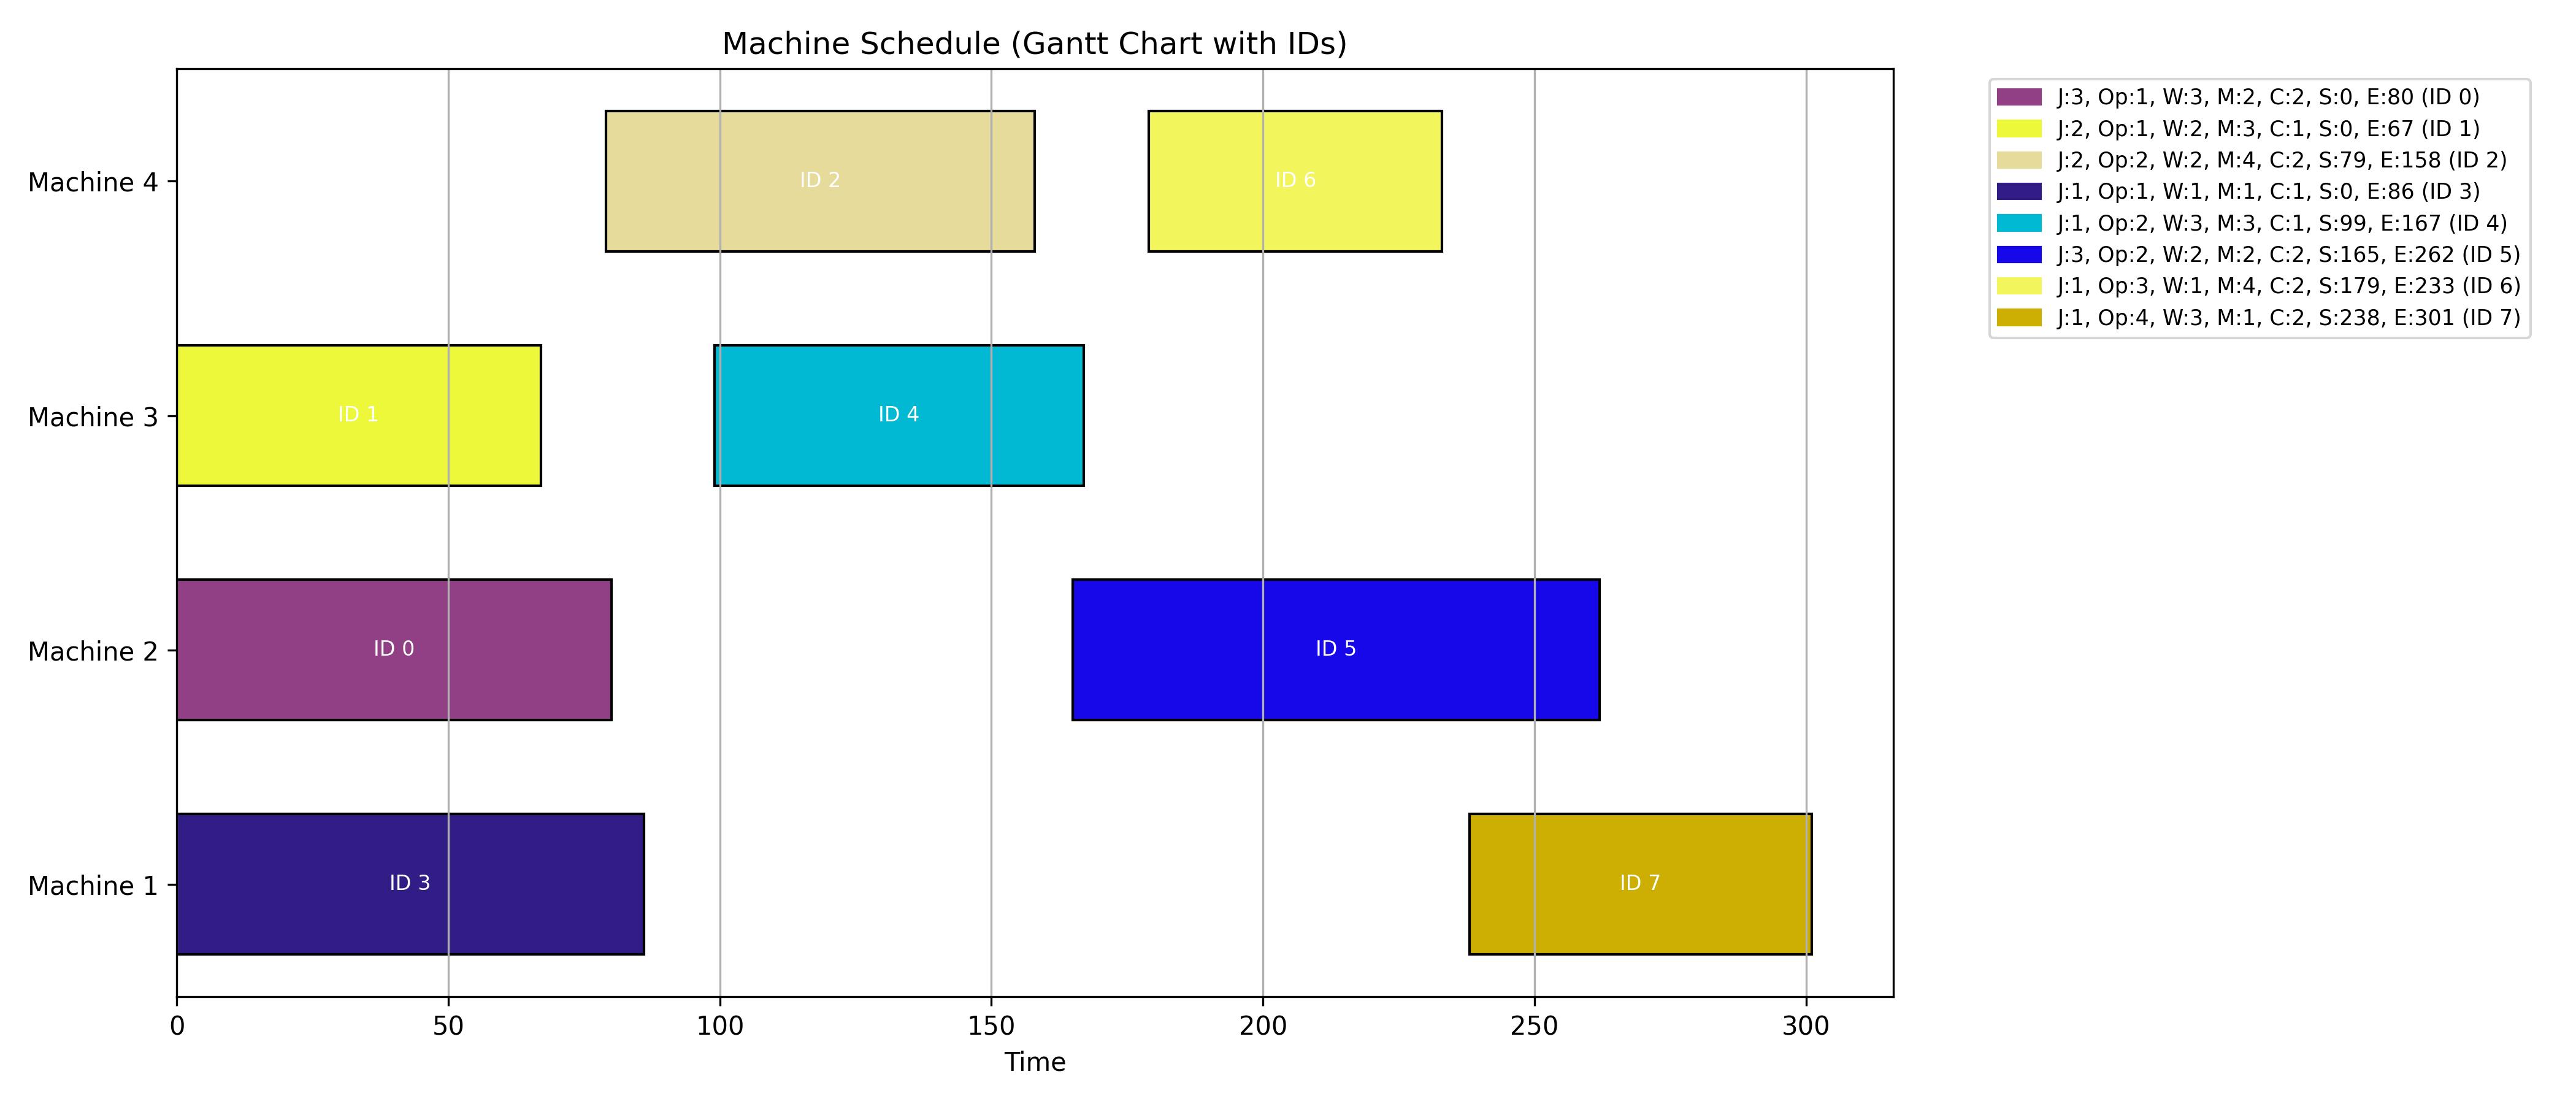 Machine Schedule (Gantt Chart with IDs)
Machine 4
Machine 3
Machine 2
Machine 1
ID 2
ID 6
ID 1
ID 4
ID 0
ID 5
ID 3
ID 7
0
50
100
150
200
250
300
Time
J:3, Op:1, W:3, M:2, C:2, S:0, E:80 (ID 0)
J:2, Op:1, W:2, M:3, C:1, S:0, E:67 (ID 1)
J:2, Op:2, W:2, M:4, C:2, S:79, E:158 (ID 2)
J:1, Op:1, W:1, M:1, C:1, S:0, E:86 (ID 3)
J:1, Op:2, W:3, M:3, C:1, S:99, E:167 (ID 4)
J:3, Op:2, W:2, M:2, C:2, S:165, E:262 (ID 5)
J:1, Op:3, W:1, M:4, C:2, S:179, E:233 (ID 6)
J:1, Op:4, W:3, M:1, C:2, S:238, E:301 (ID 7)